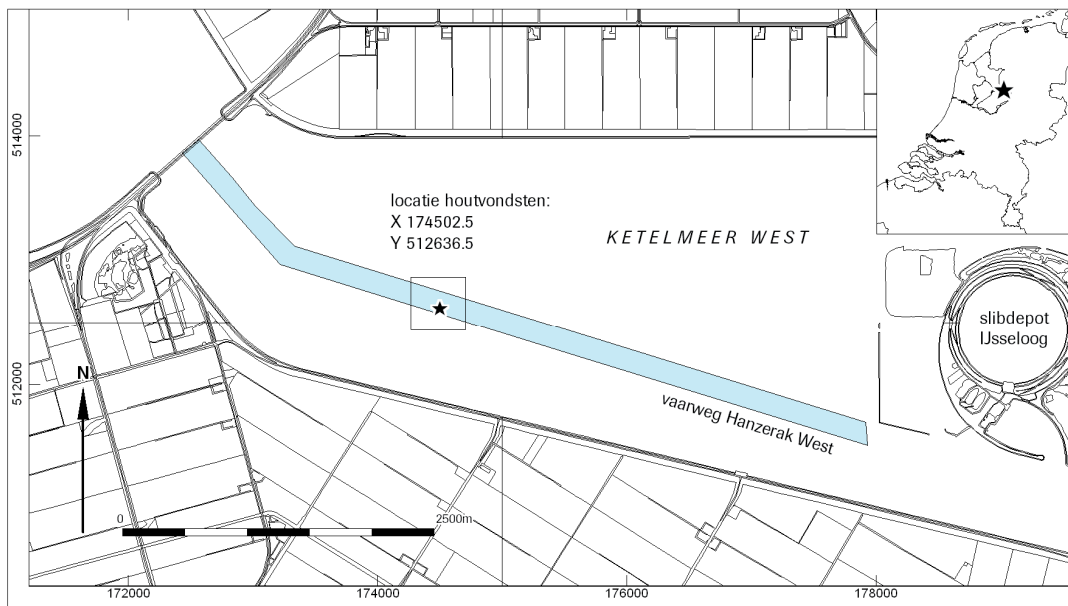 514000
512000
locatie houtvondsten:
X 174502.5
Y 512636.5
KETELMEER WEST
slibdepot
IJsseloog
vaarweg Hanzerak West
N
0
2500m
172000
174000
176000
178000